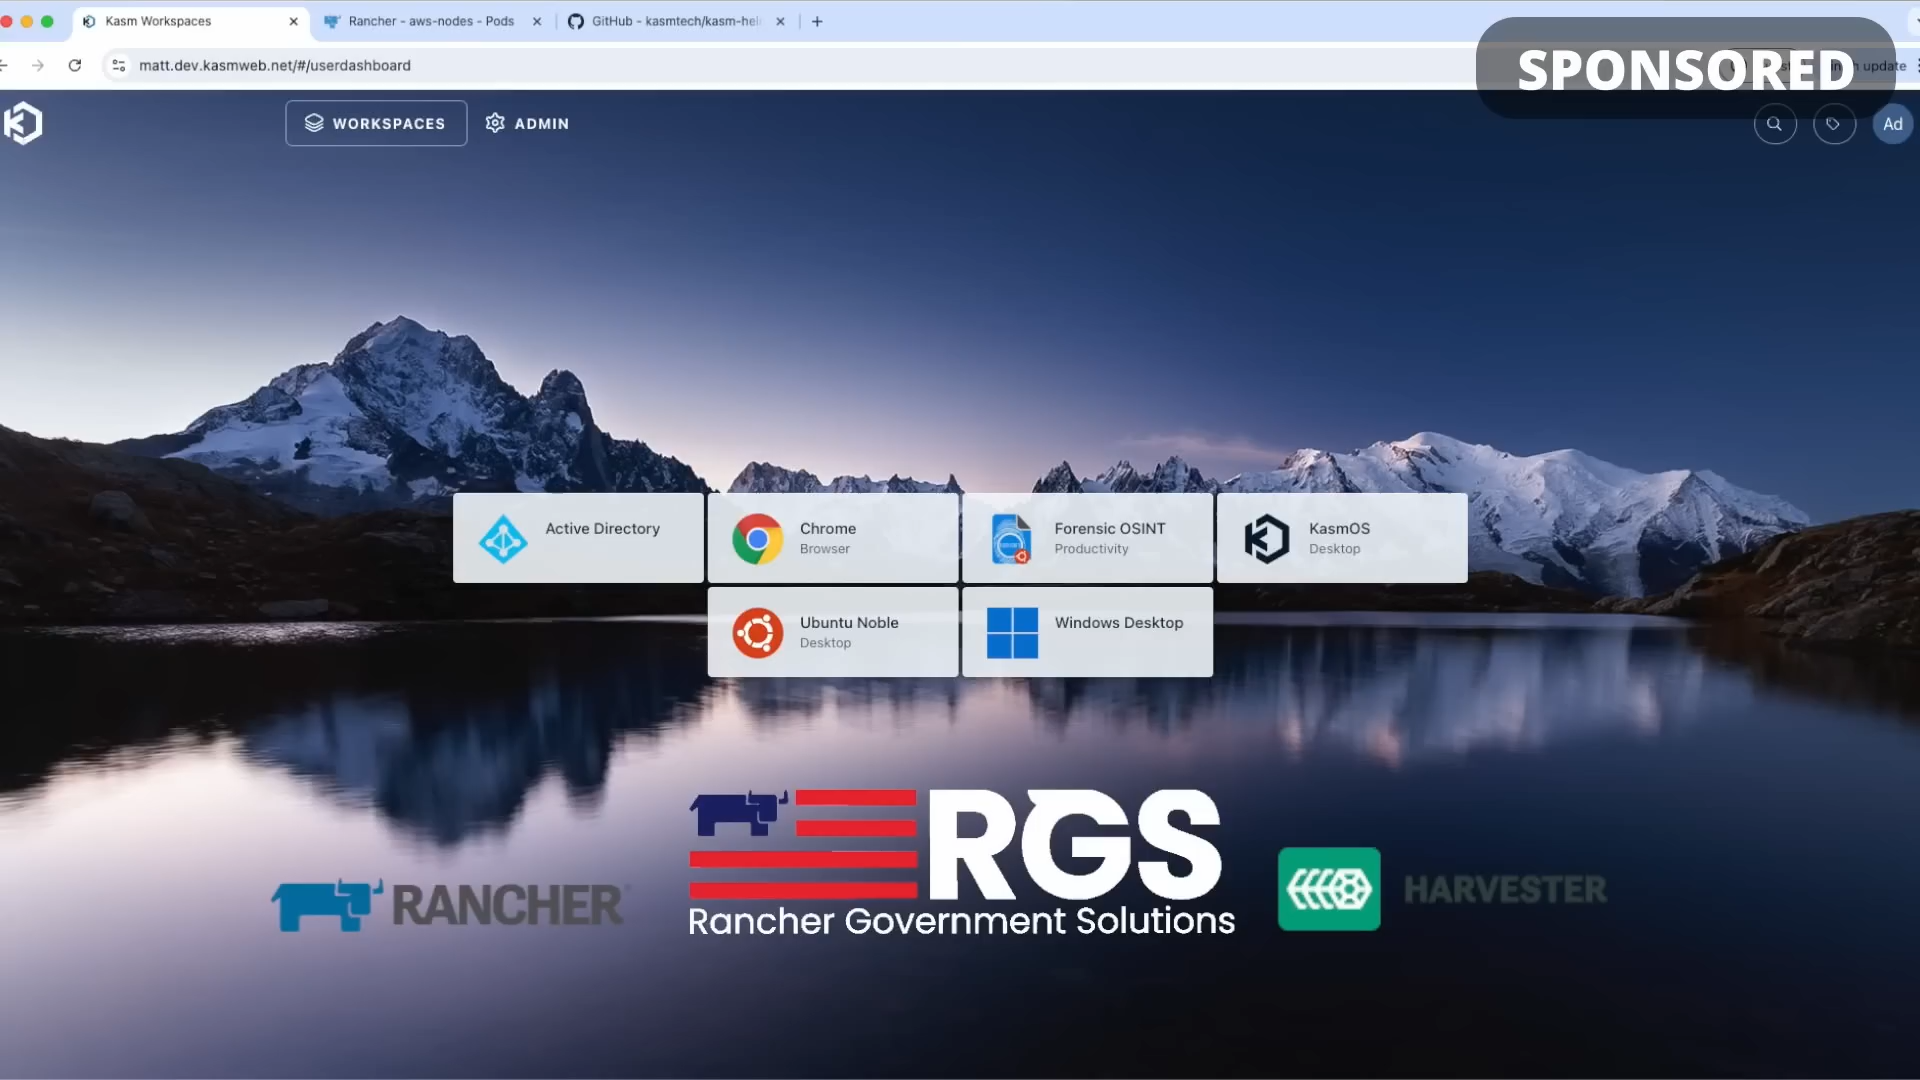 Kasm Workspaces
Rancher - aws-nodes - Pods
GitHub - kasmtech/kasm-hel
matt.dev.kasmweb.net/#/userdashboard
update
SPONSORED
WORKSPACES
ADMIN
Ad
Active Directory
Chrome
Browser
Forensic OSINT
Productivity
KasmOS
Desktop
Ubuntu Noble
Desktop
Windows Desktop
RANCHER
RGS
Rancher Government Solutions
HARVESTER